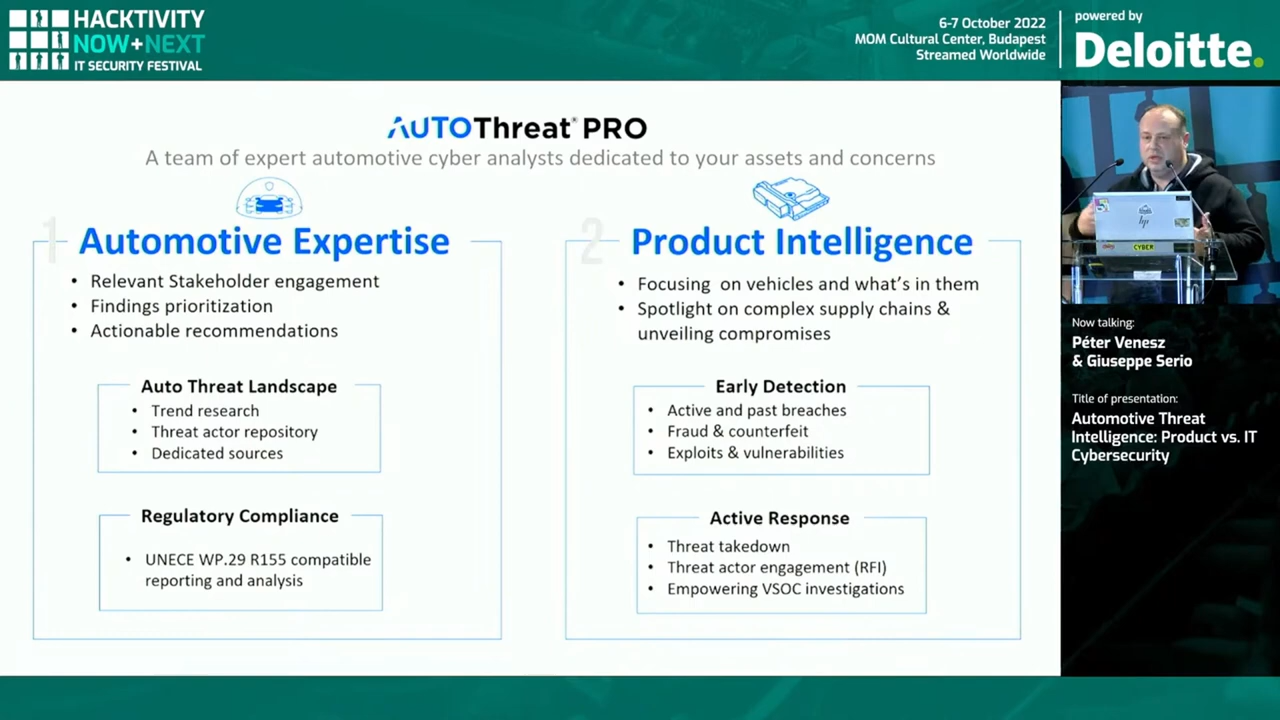 HACKTIVITY
NOW+NEXT
IT SECURITY FESTIVAL
6-7 October 2022
MOM Cultural Center, Budapest
Streamed Worldwide
powered by
Deloitte.
AUTOThreat® PRO
A team of expert automotive cyber analysts dedicated to your assets and concerns
1 Automotive Expertise
• Relevant Stakeholder engagement
• Findings prioritization
• Actionable recommendations
Auto Threat Landscape
• Trend research
• Threat actor repository
• Dedicated sources
Regulatory Compliance
• UNECE WP.29 R155 compatible
reporting and analysis
2 Product Intelligence
• Focusing on vehicles and what's in them
• Spotlight on complex supply chains &
unveiling compromises
Early Detection
• Active and past breaches
• Fraud & counterfeit
• Exploits & vulnerabilities
Active Response
• Threat takedown
• Threat actor engagement (RFI)
• Empowering VSOC investigations
hp
CYBER
Now talking:
Péter Venesz
& Giuseppe Serio
Title of presentation:
Automotive Threat
Intelligence: Product vs. IT
Cybersecurity